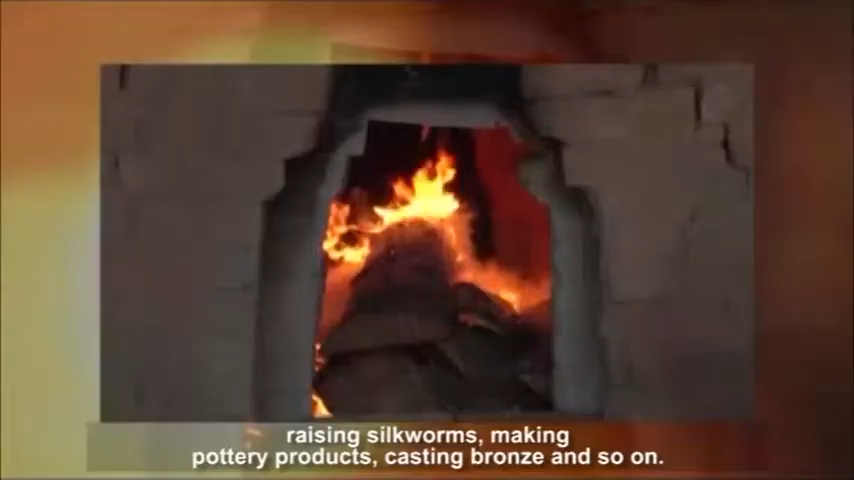 raising silkworms, making
pottery products, casting bronze and so on.